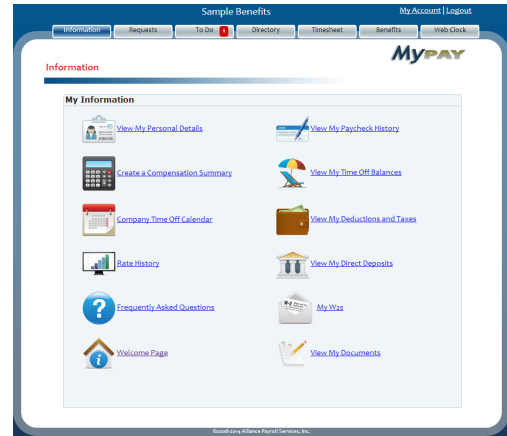 Sample Benefits
My Account | Logout
Information Requests To Do 1 Directory Timesheet Benefits Web Clock
MyPAY
Information
My Information
View My Personal Details View My Paycheck History
Create a Compensation Summary View My Time Off Balances
Company Time Off Calendar View My Deductions and Taxes
Rate History View My Direct Deposits
Frequently Asked Questions My W2s
Welcome Page View My Documents
©2008-2014 Alliance Payroll Services, Inc.